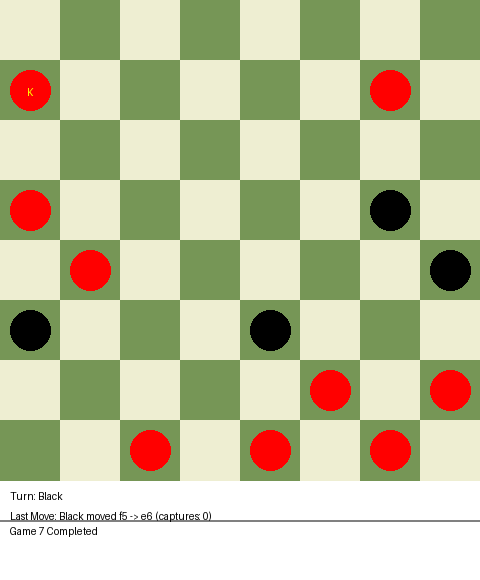 K
Turn: Black
Last Move: Black moved f5 -> e6 (captures: 0)
Game 7 Completed